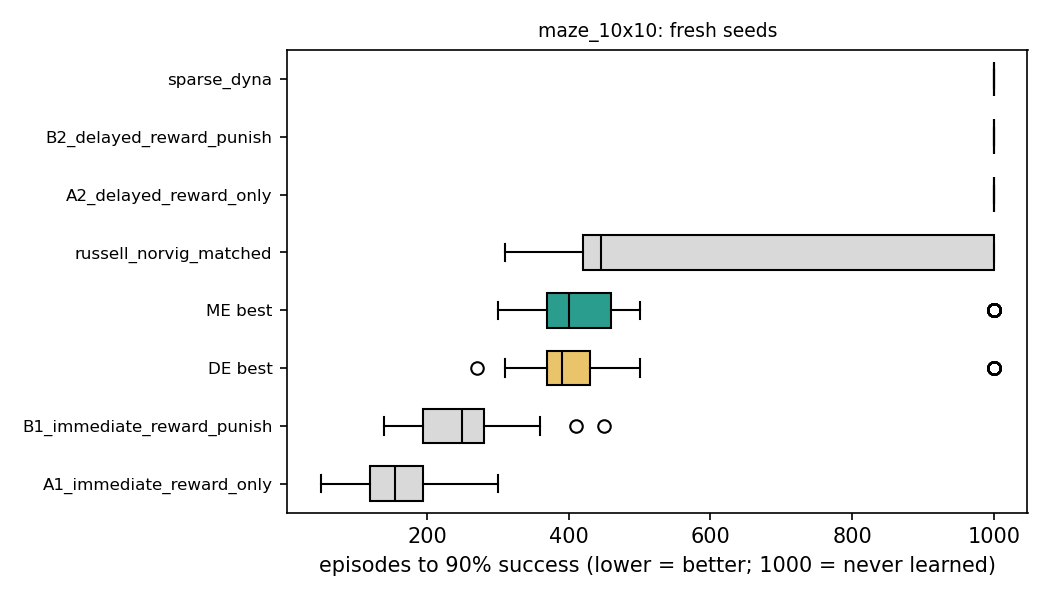 maze_10x10: fresh seeds
sparse_dyna
B2_delayed_reward_punish
A2_delayed_reward_only
russell_norvig_matched
ME best
DE best
B1_immediate_reward_punish
A1_immediate_reward_only
200 400 600 800 1000
episodes to 90% success (lower = better; 1000 = never learned)